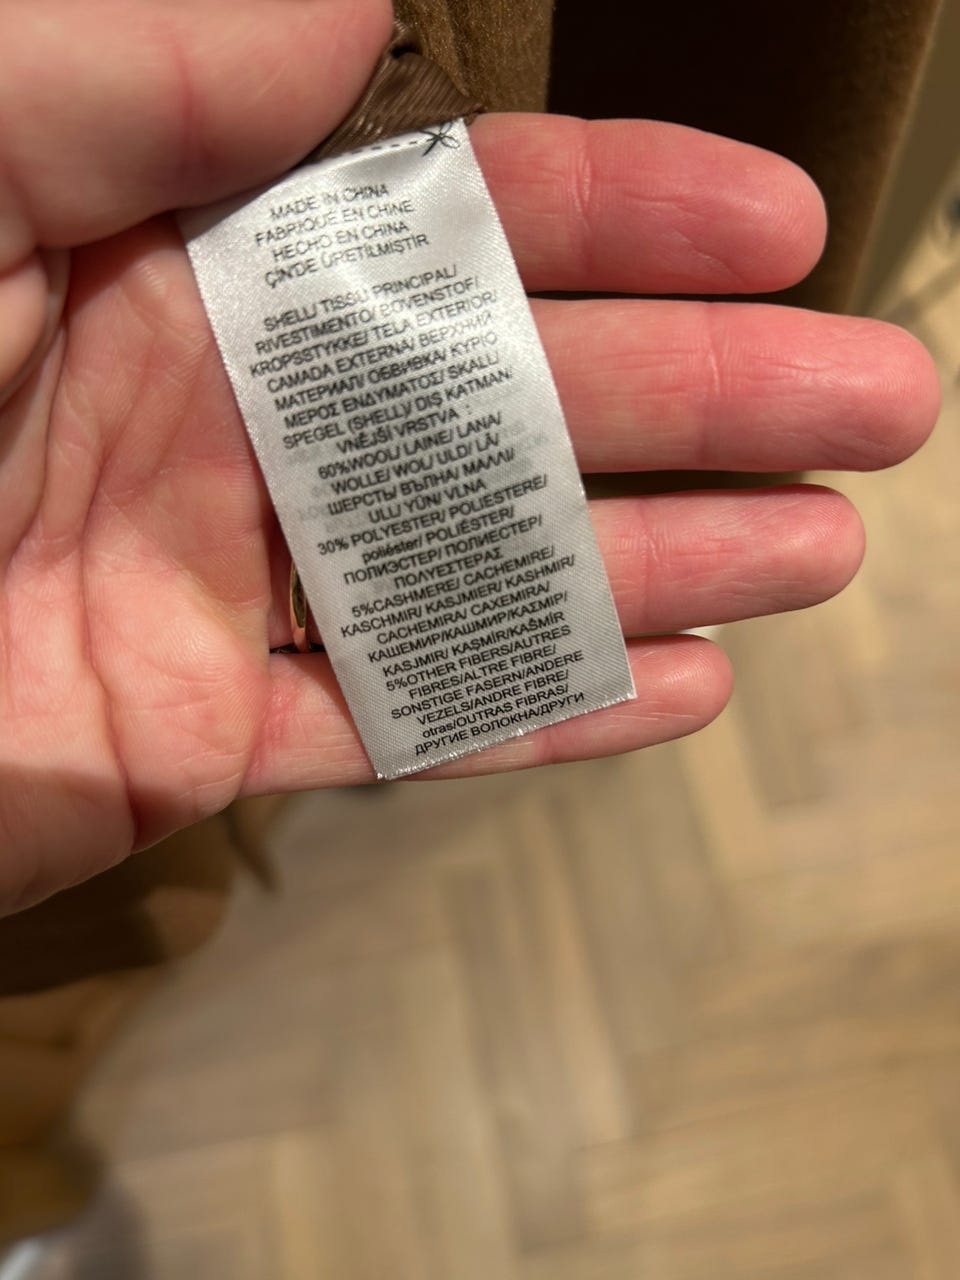 MADE IN CHINA
FABRIQUÉ EN CHINE
HECHO EN CHINA
ÇİN'DE ÜRETİLMİŞTİR
SHELL/ TISSU PRINCIPAL/
RIVESTIMENTO/ BOVENSTOF/
KROPSSTYKKE/ TELA EXTERIOR/
CAMADA EXTERNA/ ВЕРХНИЙ
МАТЕРИАЛ/ ОБВИВКА/ ΚΥΡΙΟ
ΜΕΡΟΣ ΕΝΔΥΜΑΤΟΣ/ SKALL/
SPEGEL (SHELL)/ DIŞ KATMAN/
VNĚJŠÍ VRSTVA :
60%WOOL/ LAINE/ LANA/
WOLLE/ WOL/ ULD/ LÃ/
ШЕРСТЬ/ ВЪЛНА/ ΜΑΛΛΙ/
ULL/ YÜN/ VLNA
30% POLYESTER/ POLIESTERE/
poliéster/ POLIÉSTER/
ПОЛИЭСТЕР/ ПОЛИЕСТЕР/
ΠΟΛΥΕΣΤΕΡΑΣ
5%CASHMERE/ CACHEMIRE/
KASCHMIR/ KASJMIER/ KASHMIR/
CACHEMIRA/ CAXEMIRA/
КАШЕМИР/КАШМИР/ΚΑΣΜΙΡ/
KASJMIR/ KAŞMİR/KAŠMÍR
5%OTHER FIBERS/AUTRES
FIBRES/ALTRE FIBRE/
SONSTIGE FASERN/ANDERE
VEZELS/ANDRE FIBRE/
otras/OUTRAS FIBRAS/
ДРУГИЕ ВОЛОКНА/ДРУГИ